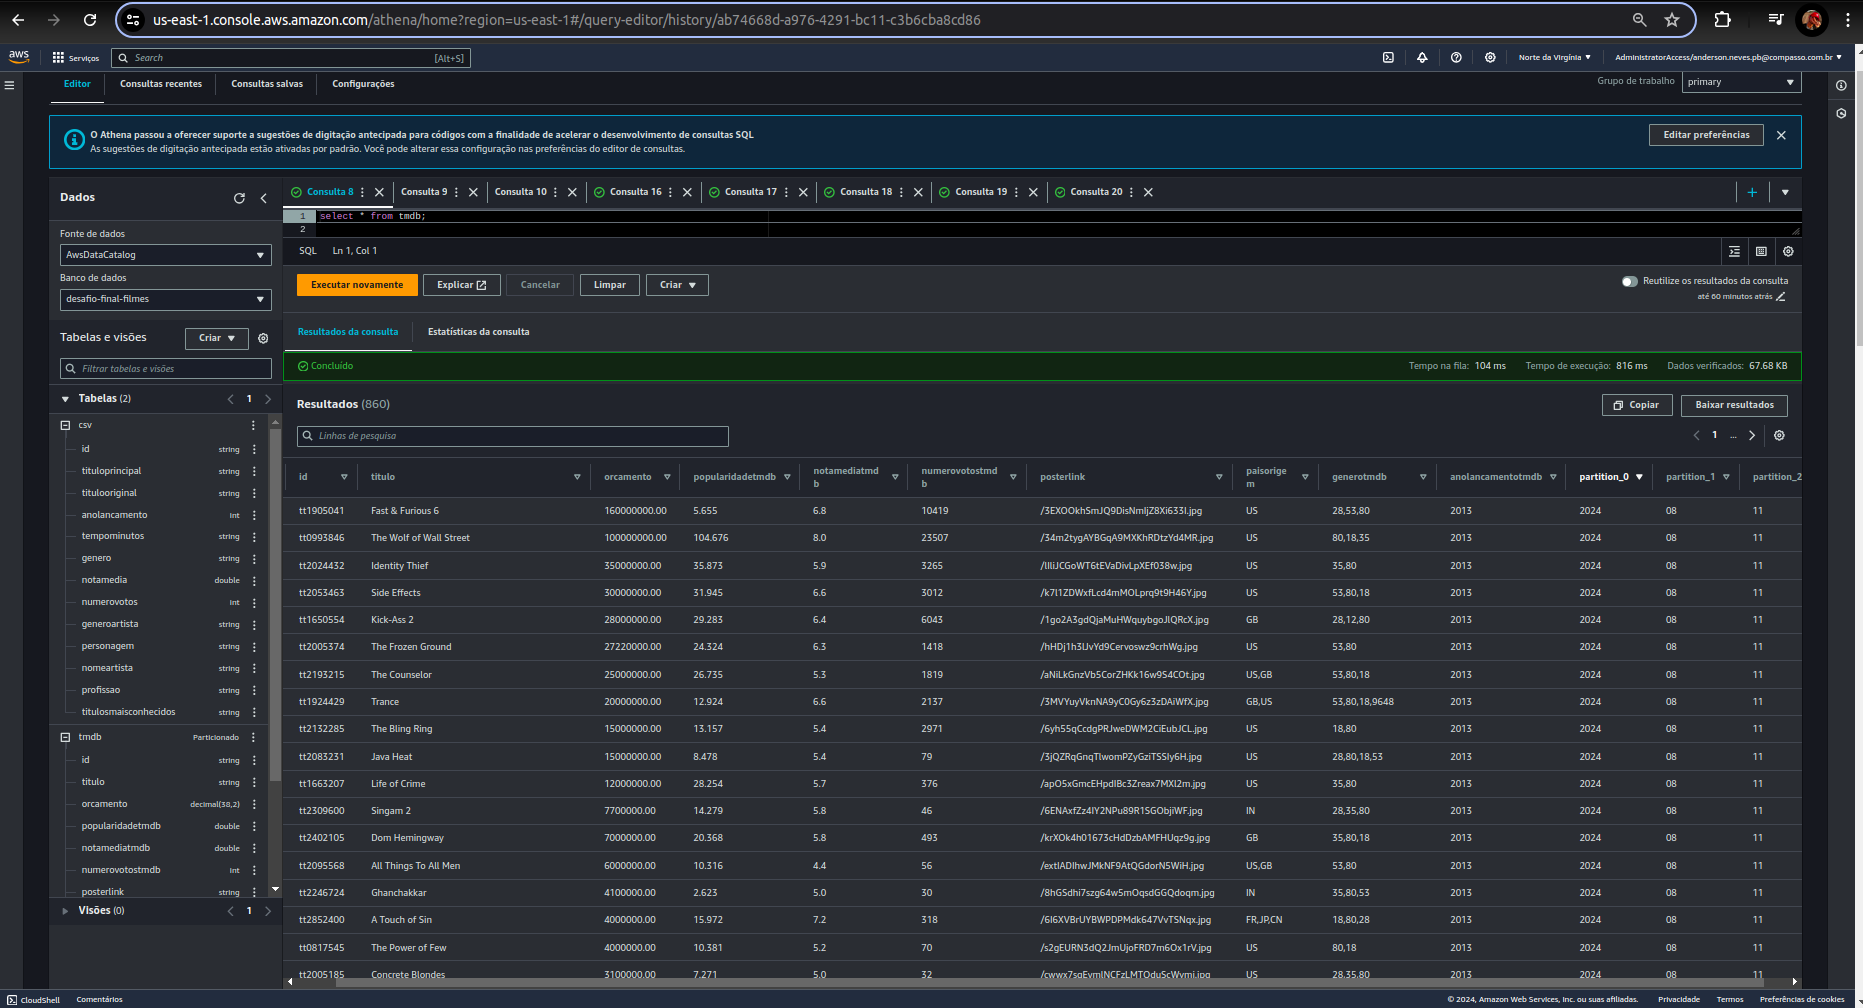 us-east-1.console.aws.amazon.com/athena/home?region=us-east-1#/query-editor/history/ab74668d-a976-4291-bc11-c3b6cba8cd86
aws Serviços Search [Alt+S] Norte da Virgínia AdministratorAccess/anderson.neves.pb@compasso.com.br
Editor Consultas recentes Consultas salvas Configurações Grupo de trabalho primary
O Athena passou a oferecer suporte a sugestões de digitação antecipada para códigos com a finalidade de acelerar o desenvolvimento de consultas SQL
As sugestões de digitação antecipada estão ativadas por padrão. Você pode alterar essa configuração nas preferências do editor de consultas.
Editar preferências
Dados
Fonte de dados
AwsDataCatalog
Banco de dados
desafio-final-filmes
Tabelas e visões Criar
Filtrar tabelas e visões
Tabelas (2) 1
csv
id string
tituloprincipal string
titulooriginal string
anolancamento int
tempominutos string
genero string
notamedia double
numerovotos int
generoartista string
personagem string
nomeartista string
profissao string
titulosmaisconhecidos string
tmdb Particionado
id string
titulo string
orcamento decimal(38,2)
popularidadetmdb double
notamediatmdb double
numerovotostmdb int
posterlink string
Visões (0) 1
Consulta 8 Consulta 9 Consulta 10 Consulta 16 Consulta 17 Consulta 18 Consulta 19 Consulta 20
1 select * from tmdb;
2
SQL Ln 1, Col 1
Executar novamente Explicar Cancelar Limpar Criar
Reutilize os resultados da consulta
até 60 minutos atrás
Resultados da consulta Estatísticas da consulta
Concluído Tempo na fila: 104 ms Tempo de execução: 816 ms Dados verificados: 67.68 KB
Resultados (860) Copiar Baixar resultados
Linhas de pesquisa
1 ...
id titulo orcamento popularidadetmdb notamediatmdb numerovotostmdb posterlink paisorigem generotmdb anolancamentotmdb partition_0 partition_1 partition_2
tt1905041 Fast & Furious 6 160000000.00 5.655 6.8 10419 /3EXOOkhSmJQ9DisNmIjZ8Xi633I.jpg US 28,53,80 2013 2024 08 11
tt0993846 The Wolf of Wall Street 100000000.00 104.676 8.0 23507 /34m2tygAYBGqA9MXKhRDtzYd4MR.jpg US 80,18,35 2013 2024 08 11
tt2024432 Identity Thief 35000000.00 35.873 5.9 3265 /lIliJCGoWT6tEVaDivLpXEf038w.jpg US 35,80 2013 2024 08 11
tt2053463 Side Effects 30000000.00 31.945 6.6 3012 /k7l1ZDWxfLcd4mMOLprq9t9H46Y.jpg US 53,80,18 2013 2024 08 11
tt1650554 Kick-Ass 2 28000000.00 29.283 6.4 6043 /1go2A3gdQjaMuHWquybgoJlQRcX.jpg GB 28,12,80 2013 2024 08 11
tt2005374 The Frozen Ground 27220000.00 24.324 6.3 1418 /hHDj1h3IJvYd9Cervoswz9crhWg.jpg US 53,80 2013 2024 08 11
tt2193215 The Counselor 25000000.00 26.735 5.3 1819 /aNiLkGnzVb5CorZHKk16w9S4COt.jpg US,GB 53,80,18 2013 2024 08 11
tt1924429 Trance 20000000.00 12.924 6.6 2137 /3MVYuyVknNA9yC0Gy6z3zDAiWfX.jpg GB,US 53,80,18,9648 2013 2024 08 11
tt2132285 The Bling Ring 15000000.00 13.157 5.4 2971 /6yh55qCcdgPRJweDWM2CiEubJCL.jpg US 18,80 2013 2024 08 11
tt2083231 Java Heat 15000000.00 8.478 5.4 79 /3jQZRqGnqTlwomPZyGziTSSly6H.jpg US 28,80,18,53 2013 2024 08 11
tt1663207 Life of Crime 12000000.00 28.254 5.7 376 /apO5xGmcEHpdIBc3Zreax7MXI2m.jpg US 35,80 2013 2024 08 11
tt2309600 Singam 2 7700000.00 14.279 5.8 46 /6ENAxfZz4IY2NPu89R1SGObjiWF.jpg IN 28,35,80 2013 2024 08 11
tt2402105 Dom Hemingway 7000000.00 20.368 5.8 493 /krXOk4h01673cHdDzbAMFHUqz9g.jpg GB 35,80,18 2013 2024 08 11
tt2095568 All Things To All Men 6000000.00 10.316 4.4 56 /extIADIhwJMkNF9AtQGdorN5WiH.jpg US,GB 53,80 2013 2024 08 11
tt2246724 Ghanchakkar 4100000.00 2.623 5.0 30 /8hGSdhi7szg64w5mOqsdGGQdoqm.jpg IN 35,80,53 2013 2024 08 11
tt2852400 A Touch of Sin 4000000.00 15.972 7.2 318 /6I6XVBrUYBWPDPMdk647VvTSNqx.jpg FR,JP,CN 18,80,28 2013 2024 08 11
tt0817545 The Power of Few 4000000.00 10.381 5.2 70 /s2gEURN3dQ2JmUjoFRD7m6Ox1rV.jpg US 80,18 2013 2024 08 11
tt2005185 Concrete Blondes 3100000.00 7.271 5.0 32 /cwwx7sqEvmlNCFzLMTOduScWvmi.jpg US 28,35,80 2013 2024 08 11
CloudShell Comentários © 2024, Amazon Web Services, Inc. ou suas afiliadas. Privacidade Termos Preferências de cookies